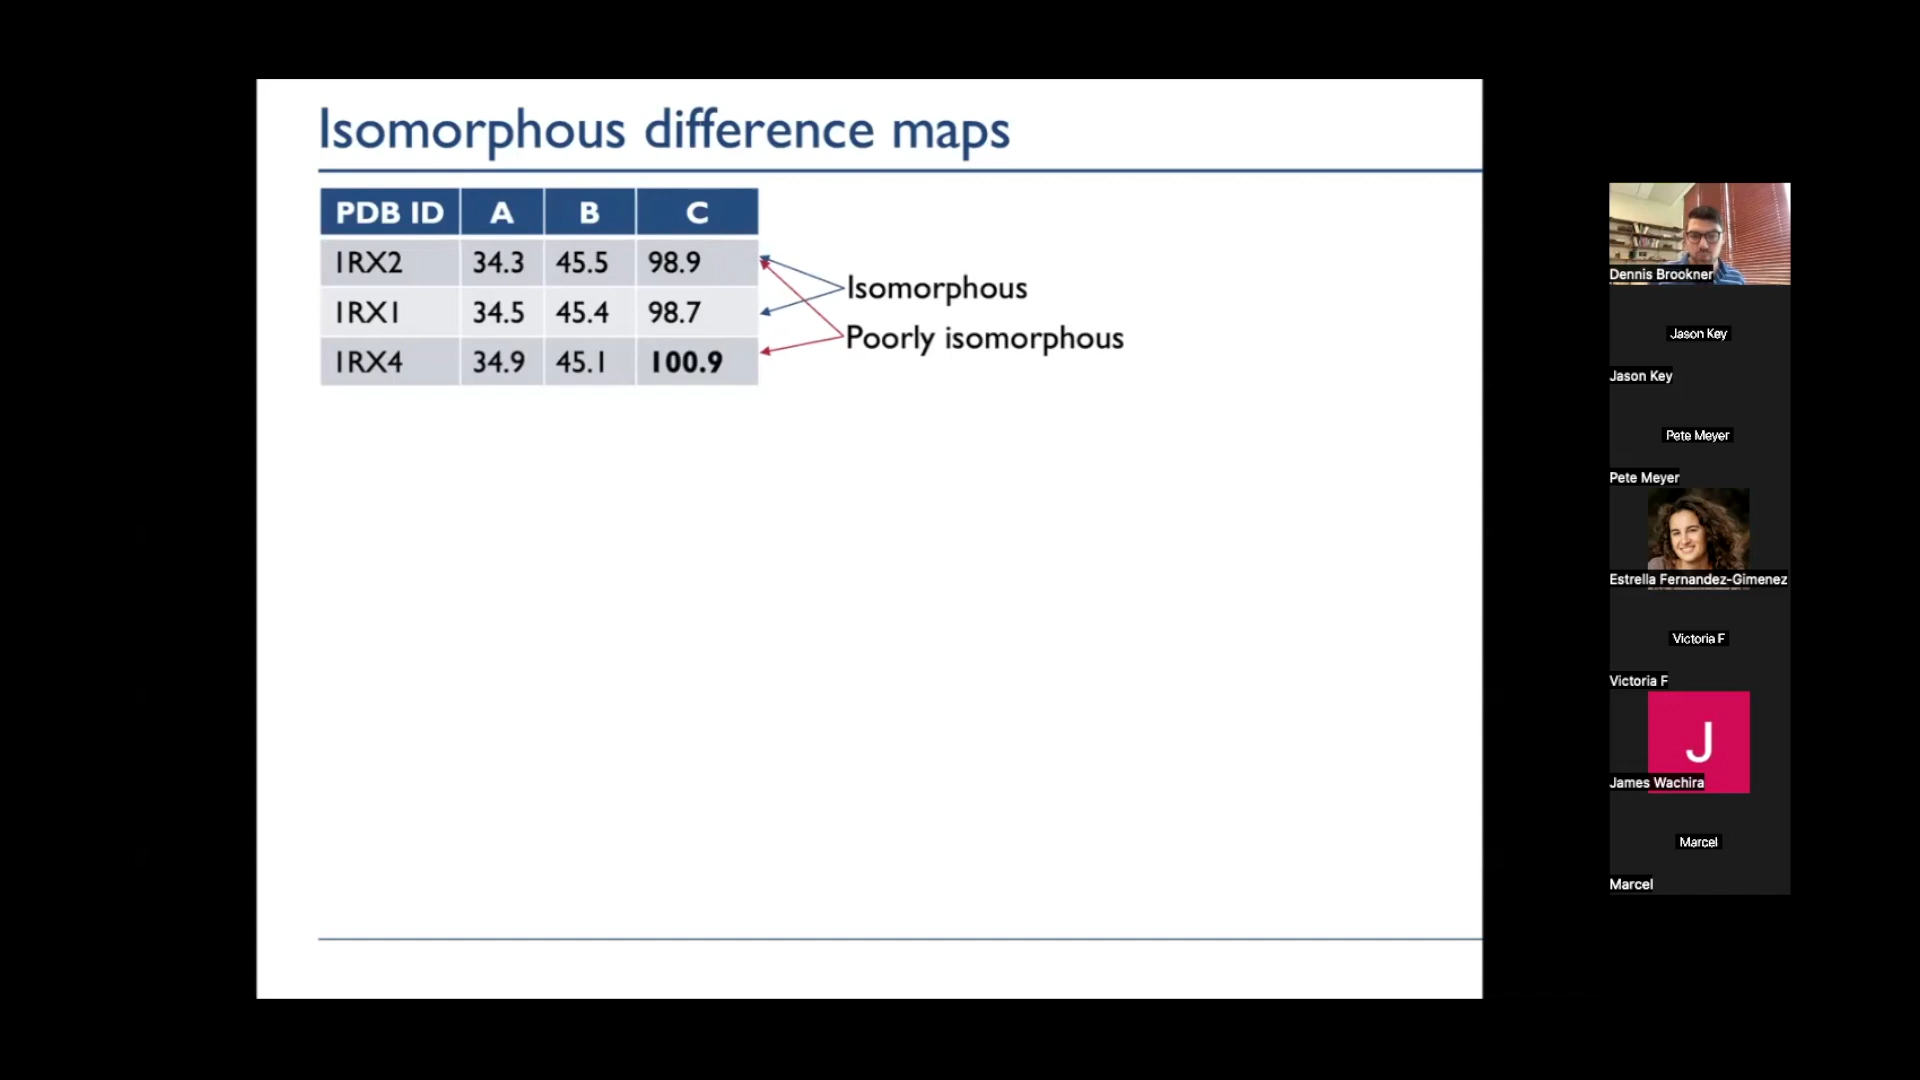 Isomorphous difference maps
PDB ID A B C
1RX2 34.3 45.5 98.9
1RX1 34.5 45.4 98.7
1RX4 34.9 45.1 100.9
Isomorphous
Poorly isomorphous
Dennis Brookner
Jason Key
Jason Key
Pete Meyer
Pete Meyer
Estrella Fernandez-Gimenez
Victoria F
Victoria F
J
James Wachira
Marcel
Marcel